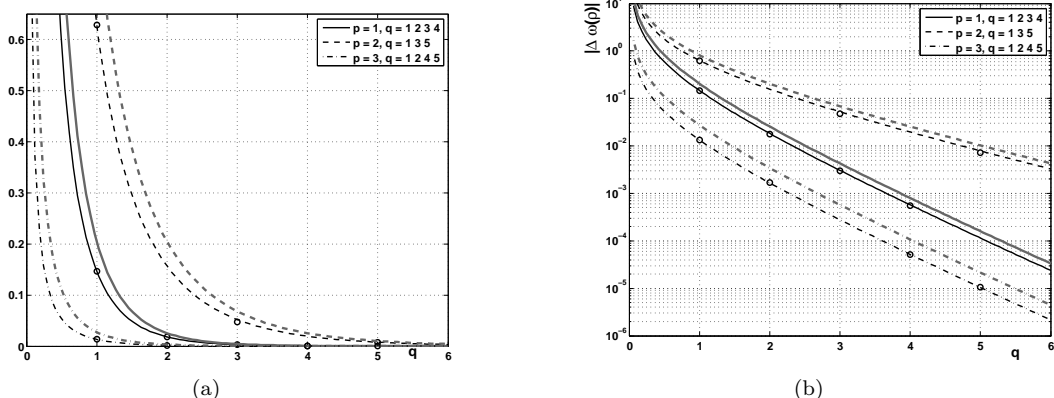 0.6
0.5
0.4
0.3
0.2
0.1
0
0 1 2 3 4 5 6
q
p = 1, q = 1 2 3 4
p = 2, q = 1 3 5
p = 3, q = 1 2 4 5
(a)
|Δ ω(ρ)|
10^1
10^0
10^−1
10^−2
10^−3
10^−4
10^−5
10^−6
0 1 2 3 4 5 6
q
p = 1, q = 1 2 3 4
p = 2, q = 1 3 5
p = 3, q = 1 2 4 5
(b)